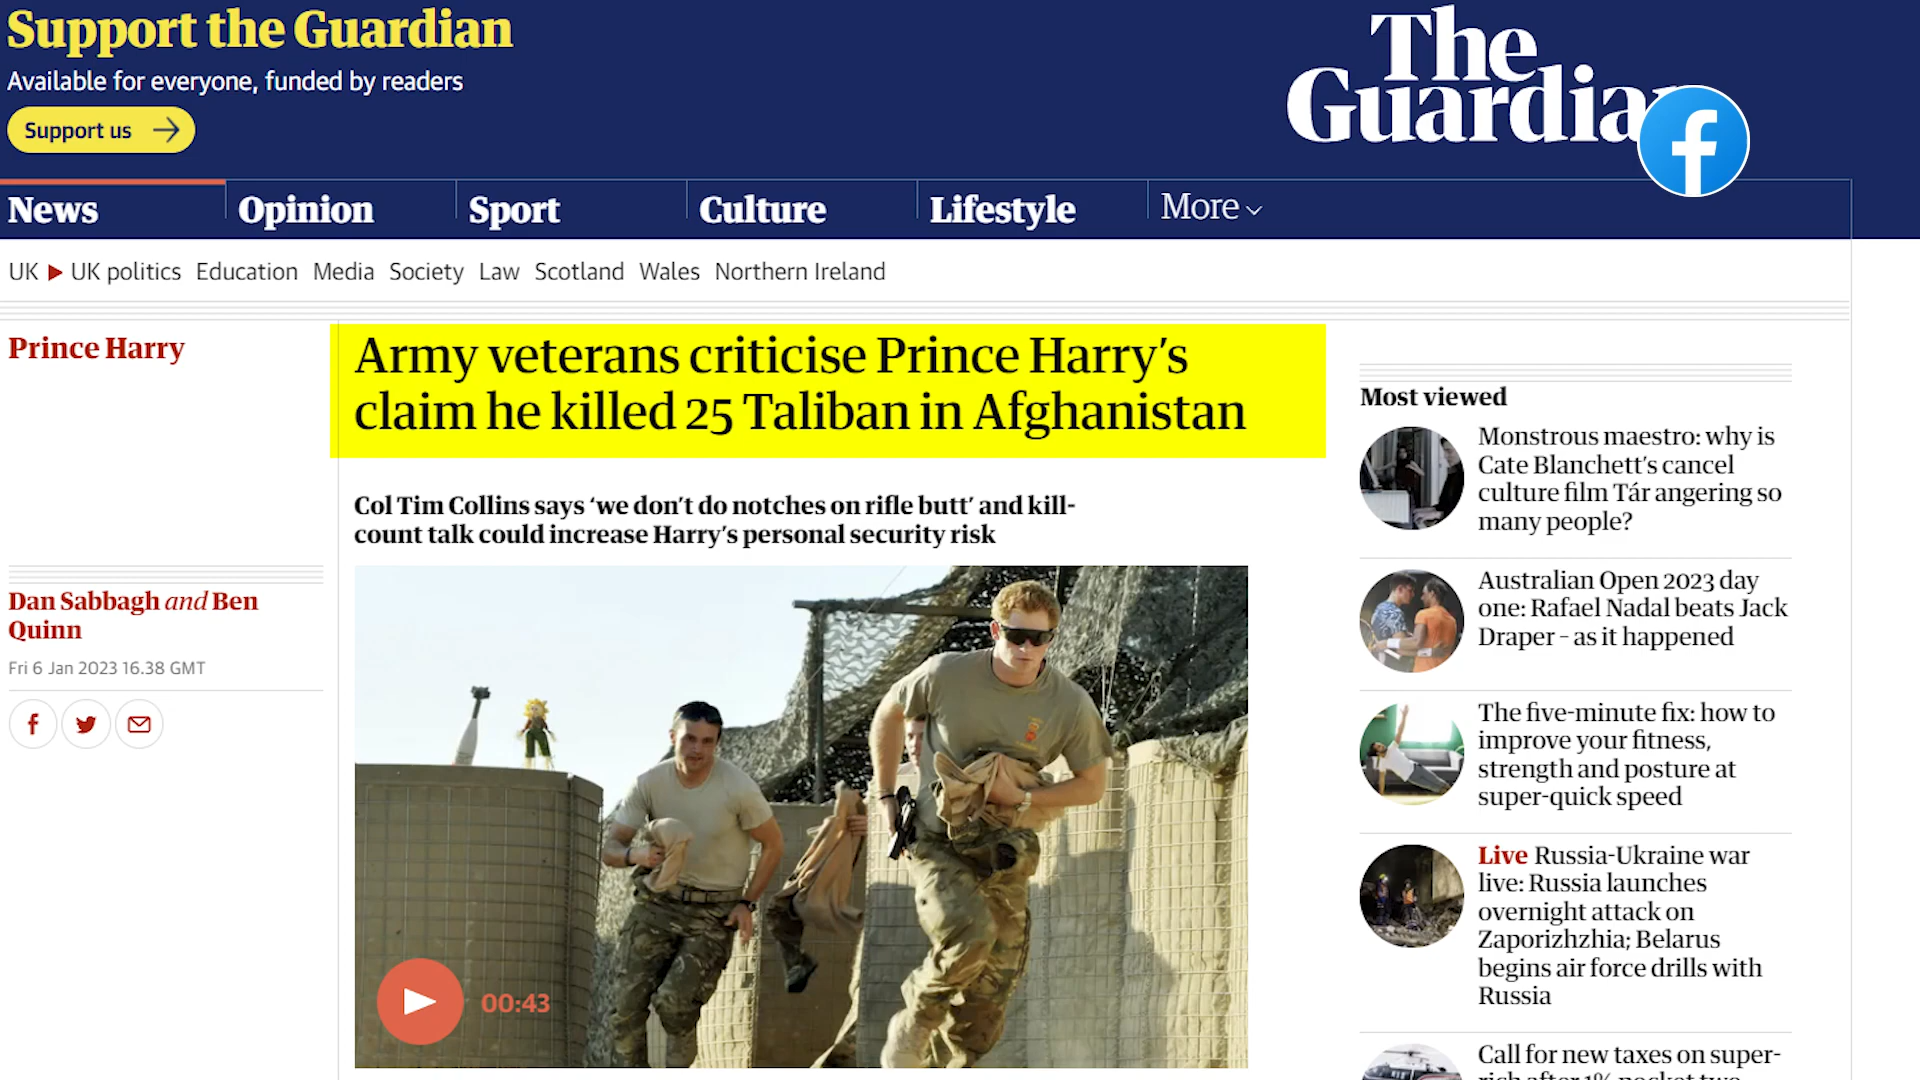 Support the Guardian
Available for everyone, funded by readers
Support us
The
Guardian
News
Opinion
Sport
Culture
Lifestyle
More
UK
UK politics
Education
Media
Society
Law
Scotland
Wales
Northern Ireland
Prince Harry
Army veterans criticise Prince Harry’s
claim he killed 25 Taliban in Afghanistan
Col Tim Collins says ‘we don’t do notches on rifle butt’ and kill-
count talk could increase Harry’s personal security risk
Dan Sabbagh and Ben
Quinn
Fri 6 Jan 2023 16.38 GMT
00:43
Most viewed
Monstrous maestro: why is
Cate Blanchett’s cancel
culture film Tár angering so
many people?
Australian Open 2023 day
one: Rafael Nadal beats Jack
Draper – as it happened
The five-minute fix: how to
improve your fitness,
strength and posture at
super-quick speed
Live Russia-Ukraine war
live: Russia launches
overnight attack on
Zaporizhzhia; Belarus
begins air force drills with
Russia
Call for new taxes on super-